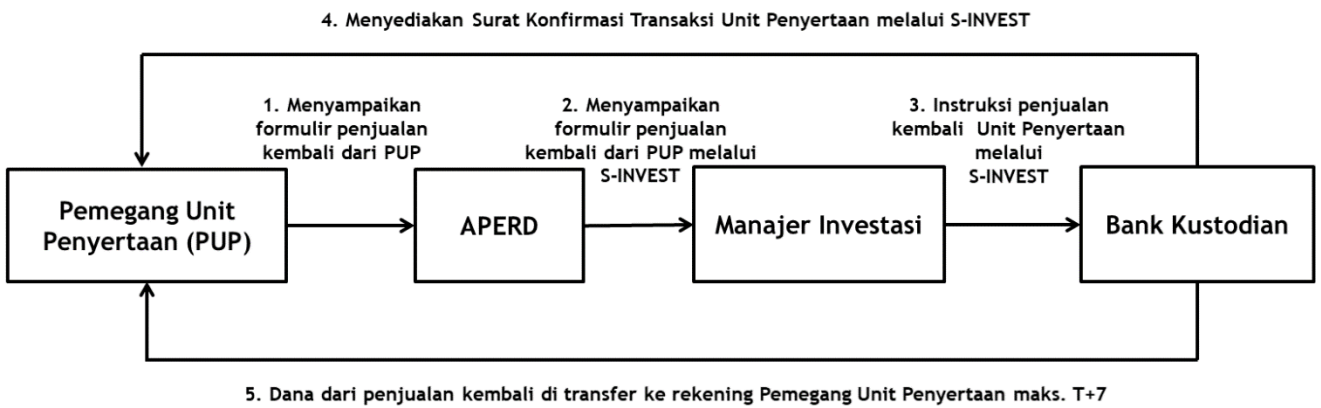 4. Menyediakan Surat Konfirmasi Transaksi Unit Penyertaan melalui S-INVEST
1. Menyampaikan
formulir penjualan
kembali dari PUP
2. Menyampaikan
formulir penjualan
kembali dari PUP melalui
S-INVEST
3. Instruksi penjualan
kembali Unit Penyertaan
melalui
S-INVEST
Pemegang Unit
Penyertaan (PUP)
APERD
Manajer Investasi
Bank Kustodian
5. Dana dari penjualan kembali di transfer ke rekening Pemegang Unit Penyertaan maks. T+7